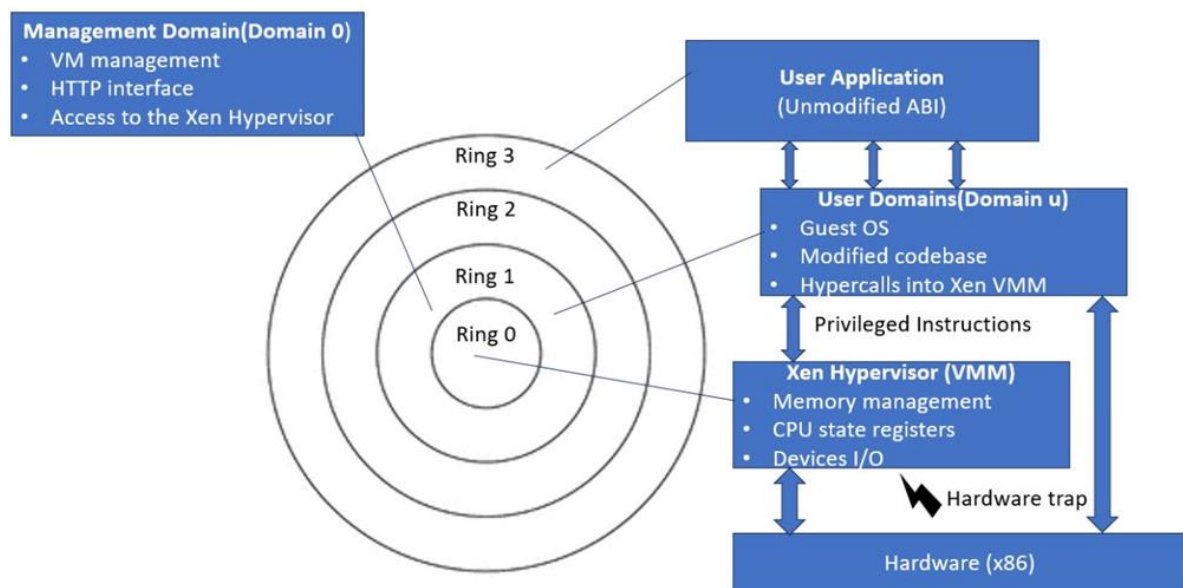 Management Domain(Domain 0)
• VM management
• HTTP interface
• Access to the Xen Hypervisor
Ring 3
Ring 2
Ring 1
Ring 0
User Application
(Unmodified ABI)
User Domains(Domain u)
• Guest OS
• Modified codebase
• Hypercalls into Xen VMM
Privileged Instructions
Xen Hypervisor (VMM)
• Memory management
• CPU state registers
• Devices I/O
Hardware trap
Hardware (x86)